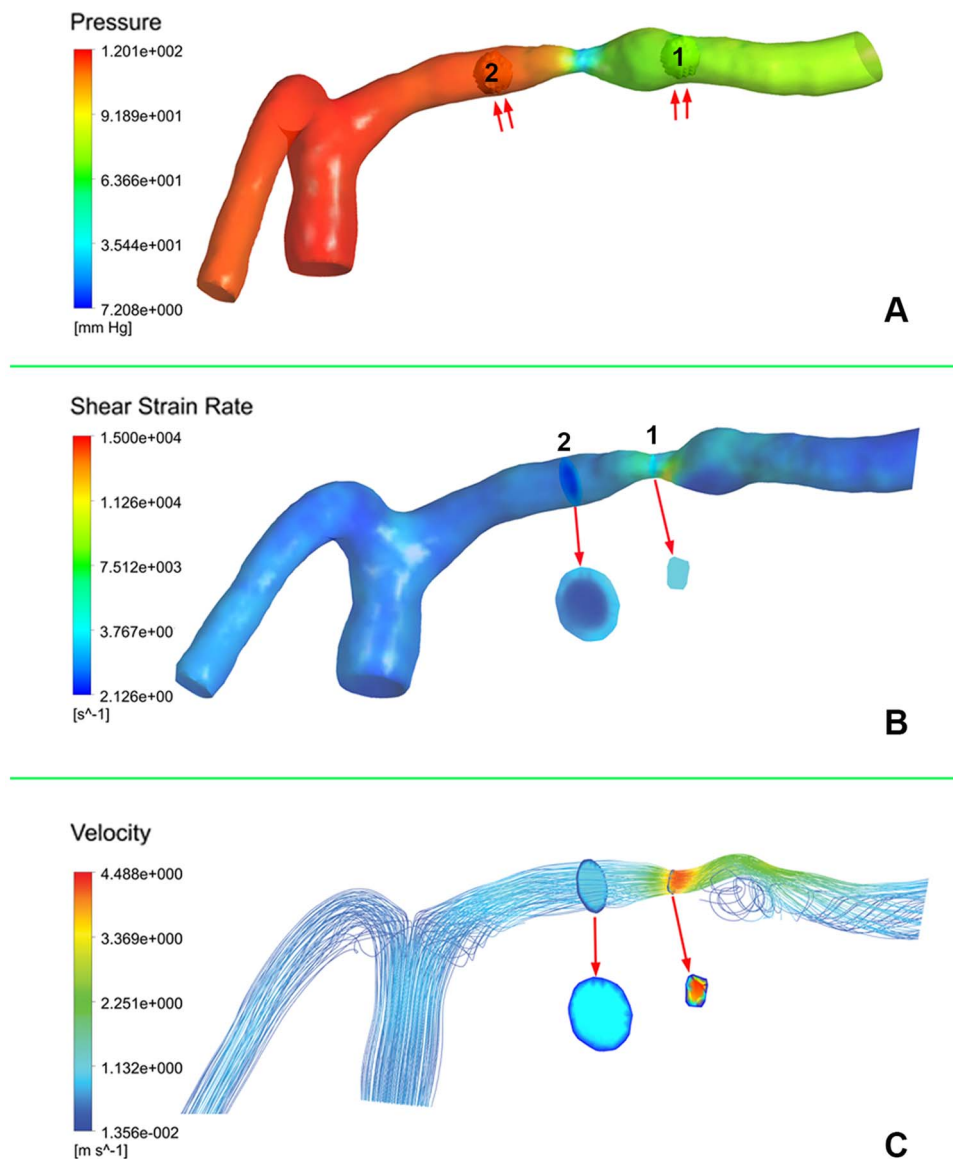 Pressure
1.201e+002
9.189e+001
6.366e+001
3.544e+001
7.208e+000
[mm Hg]
2
1
A
Shear Strain Rate
1.500e+004
1.126e+004
7.512e+003
3.767e+00
2.126e+00
[s^-1]
2
1
B
Velocity
4.488e+000
3.369e+000
2.251e+000
1.132e+000
1.356e-002
[m s^-1]
C